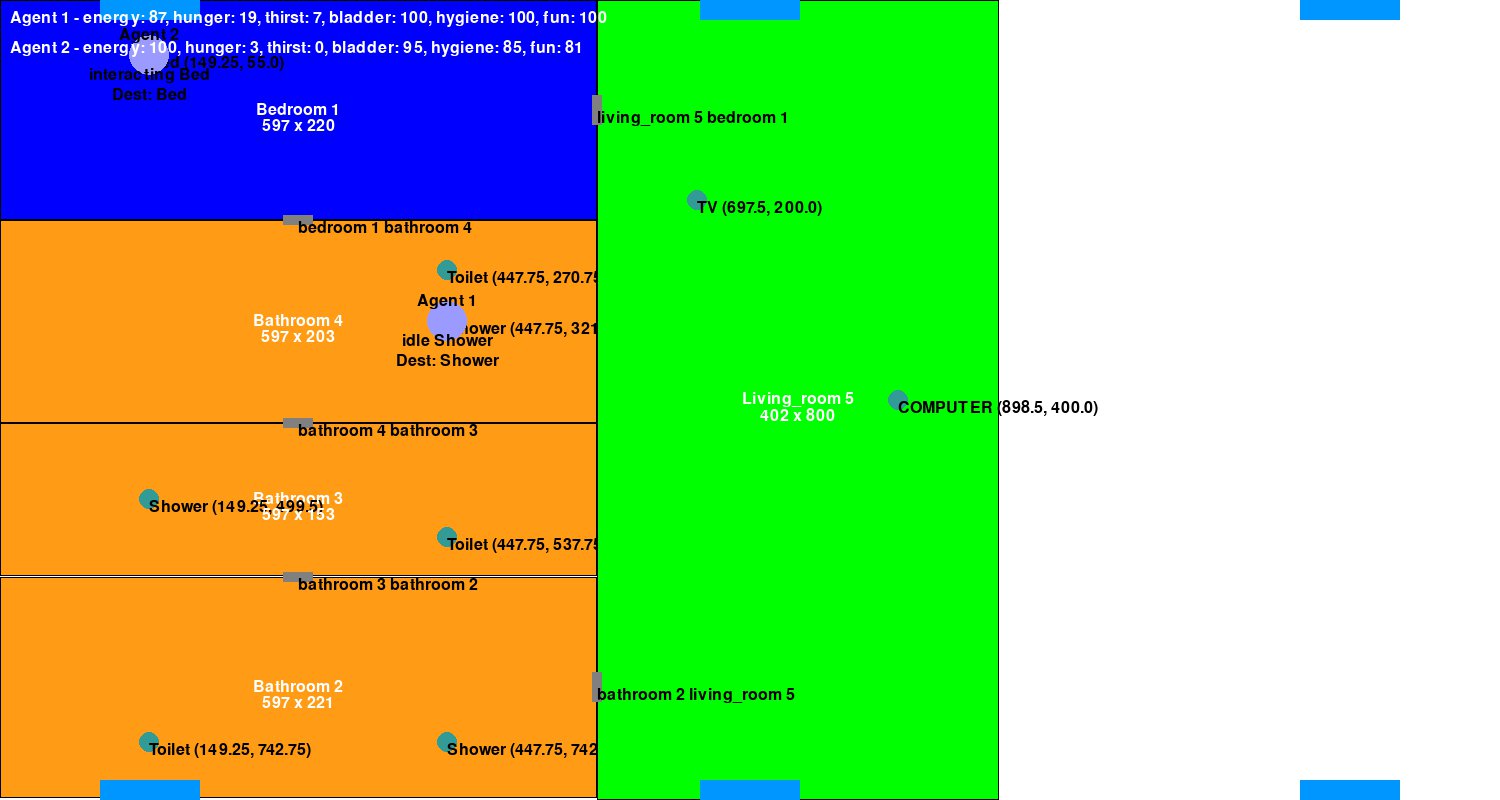 Agent 1 - energy: 87, hunger: 19, thirst: 7, bladder: 100, hygiene: 100, fun: 100
Agent 2
Agent 2 - energy: 100, hunger: 3, thirst: 0, bladder: 95, hygiene: 85, fun: 81
(149.25, 55.0)
interacting Bed
Dest: Bed
Bedroom 1
597 x 220
living_room 5 bedroom 1
TV (697.5, 200.0)
bedroom 1 bathroom 4
Toilet (447.75, 270.75
Agent 1
Bathroom 4
597 x 203
hower (447.75, 321
idle Shower
Dest: Shower
Living_room 5
402 x 800
COMPUTER (898.5, 400.0)
bathroom 4 bathroom 3
Bathroom 3
597 x 153
Shower (149.25, 499.5)
Toilet (447.75, 537.75
bathroom 3 bathroom 2
Bathroom 2
597 x 221
bathroom 2 living_room 5
Toilet (149.25, 742.75)
Shower (447.75, 742